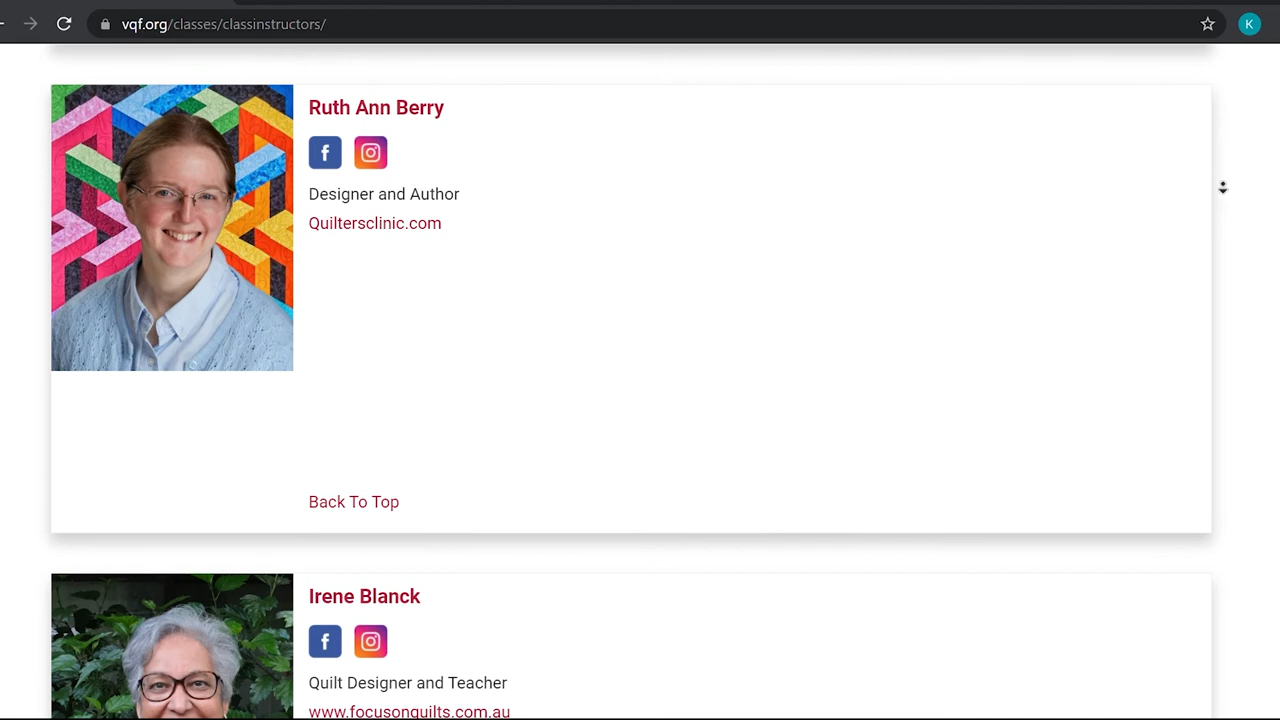 vqf.org/classes/classinstructors/
K
Ruth Ann Berry
Designer and Author
Quiltersclinic.com
Back To Top
Irene Blanck
Quilt Designer and Teacher
www.focusonquilts.com.au